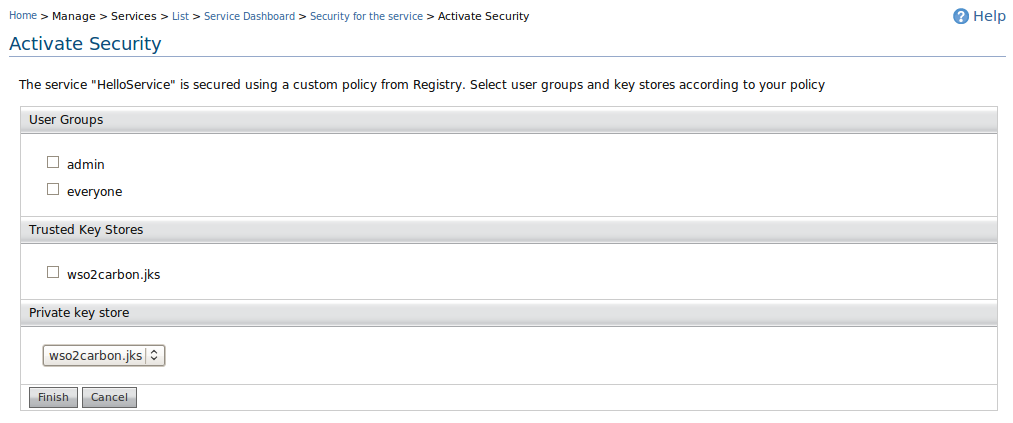 Home > Manage > Services > List > Service Dashboard > Security for the service > Activate Security
Help
Activate Security
The service "HelloService" is secured using a custom policy from Registry. Select user groups and key stores according to your policy
User Groups
admin
everyone
Trusted Key Stores
wso2carbon.jks
Private key store
wso2carbon.jks
Finish Cancel